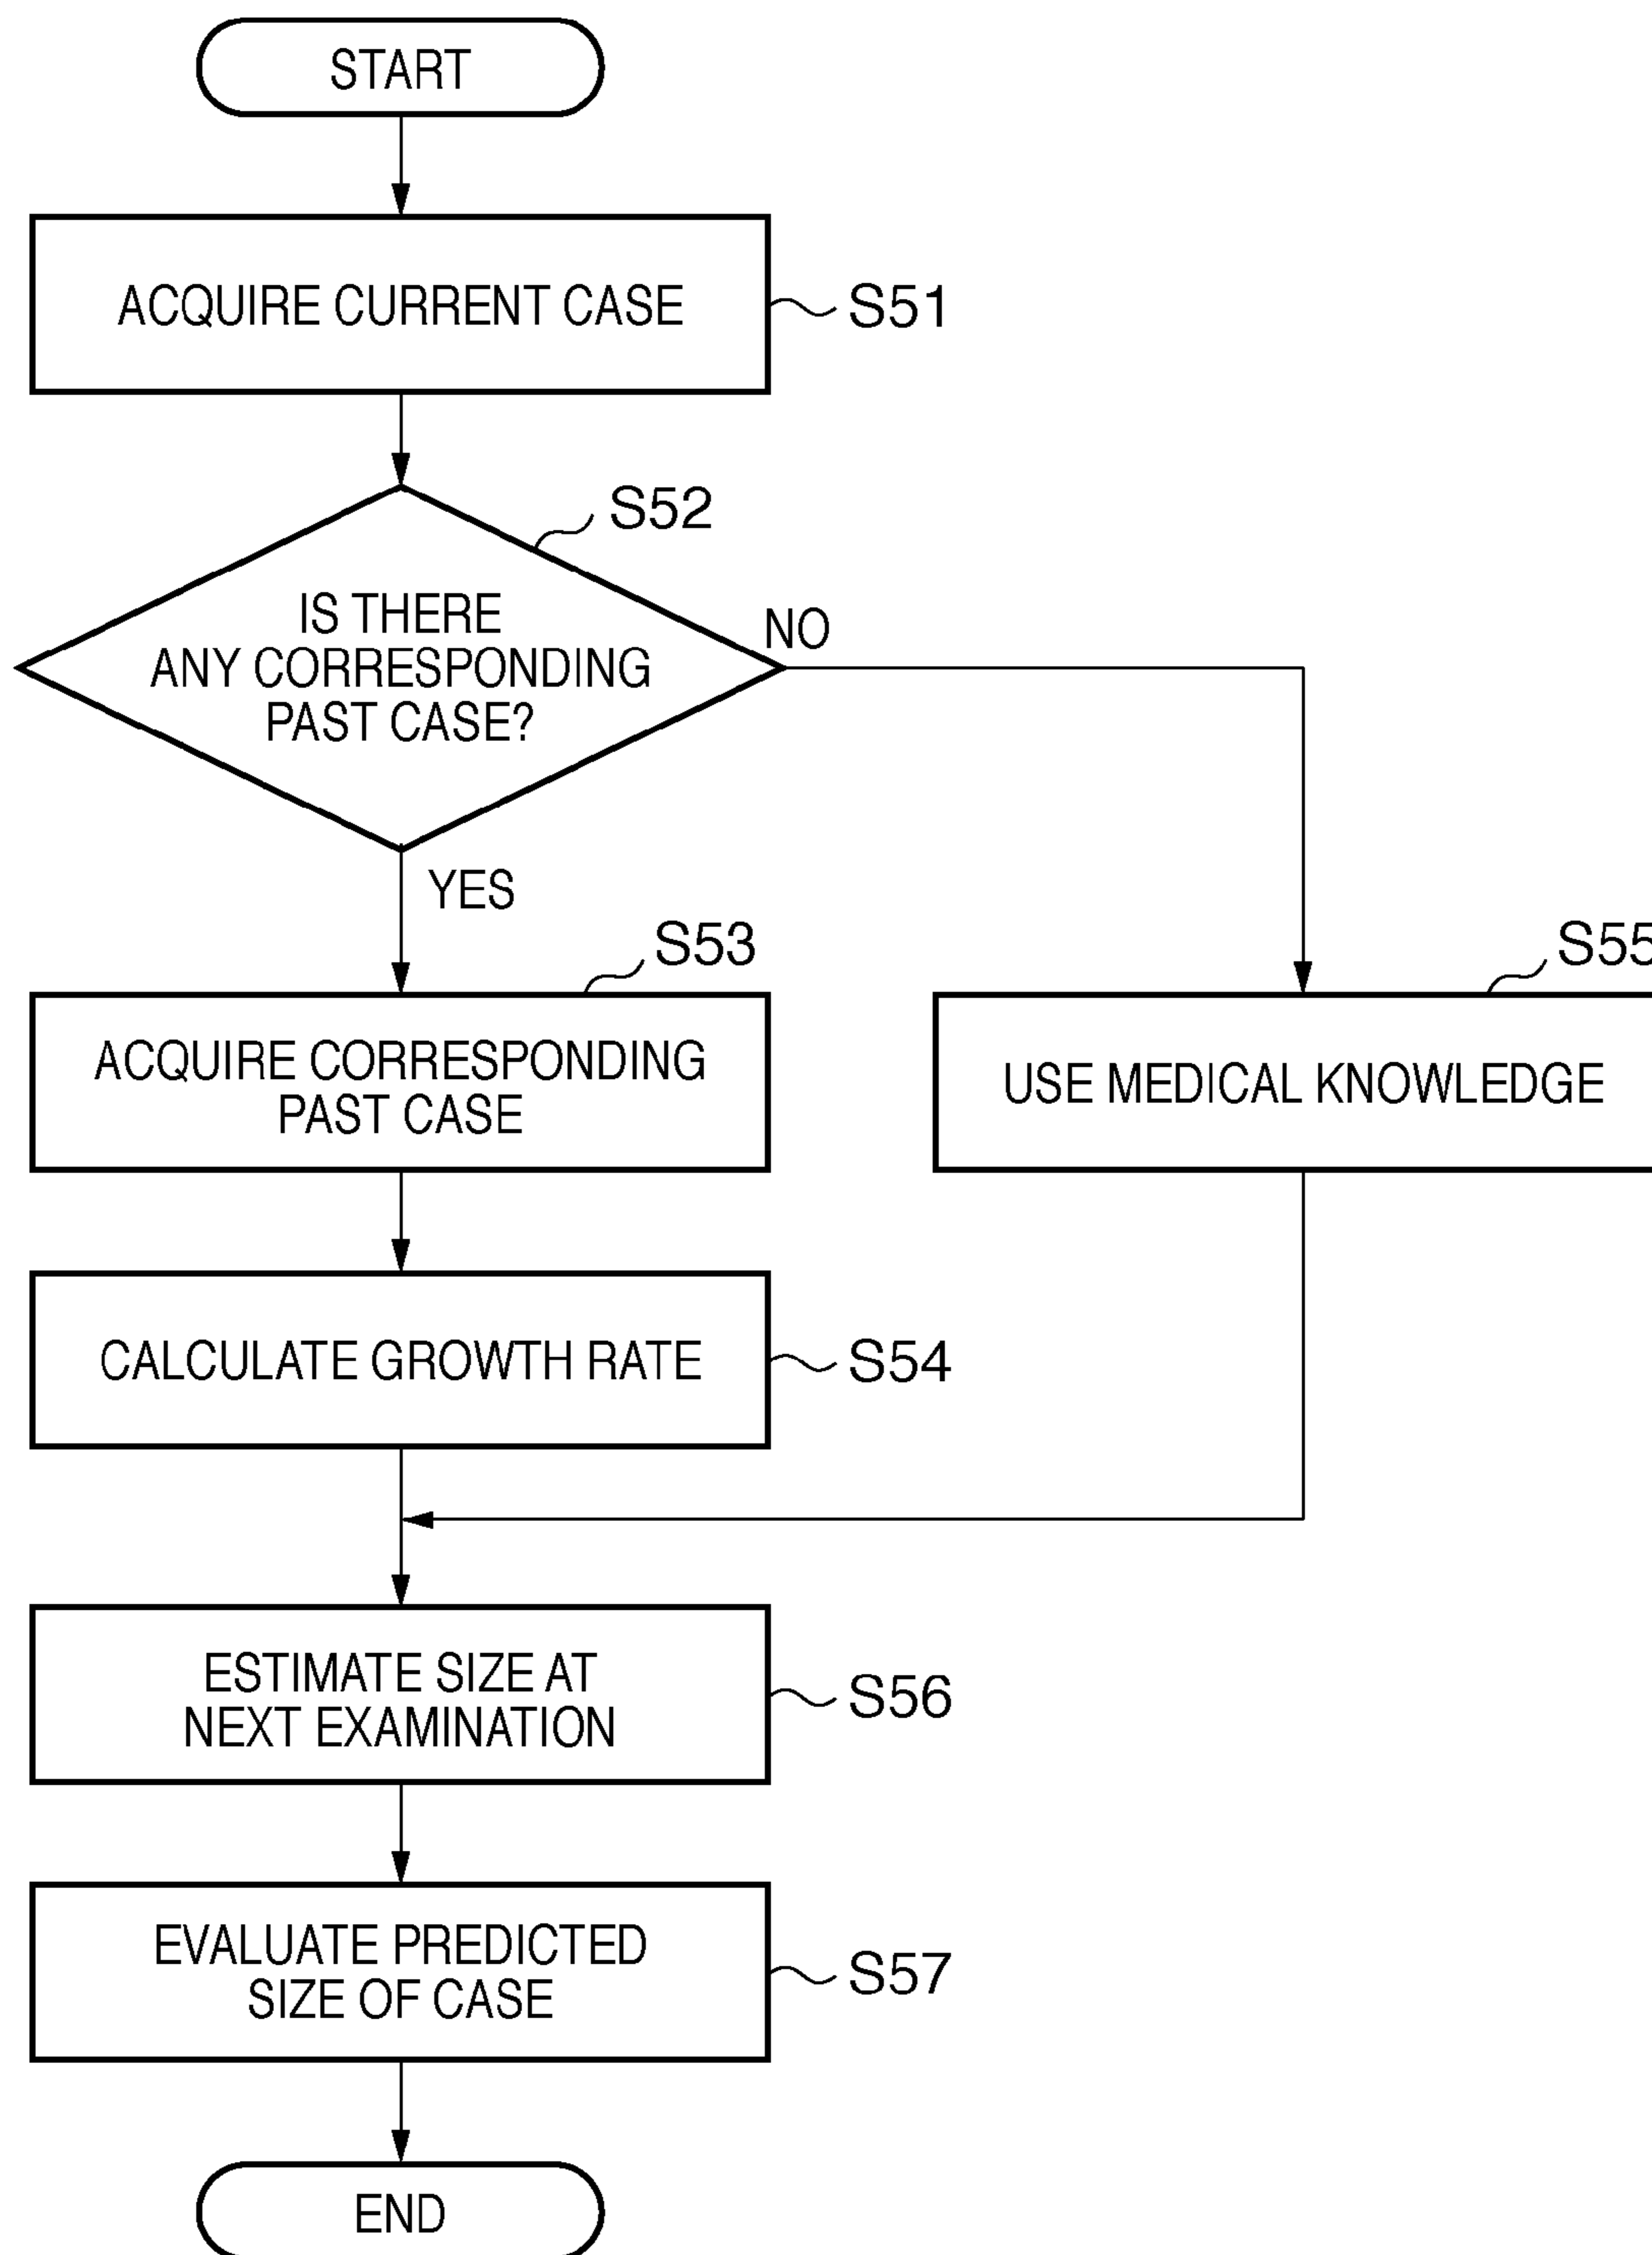 START
ACQUIRE CURRENT CASE
S51
S52
IS THERE
ANY CORRESPONDING
PAST CASE?
NO
YES
S53
ACQUIRE CORRESPONDING
PAST CASE
S55
USE MEDICAL KNOWLEDGE
CALCULATE GROWTH RATE
S54
ESTIMATE SIZE AT
NEXT EXAMINATION
S56
EVALUATE PREDICTED
SIZE OF CASE
S57
END